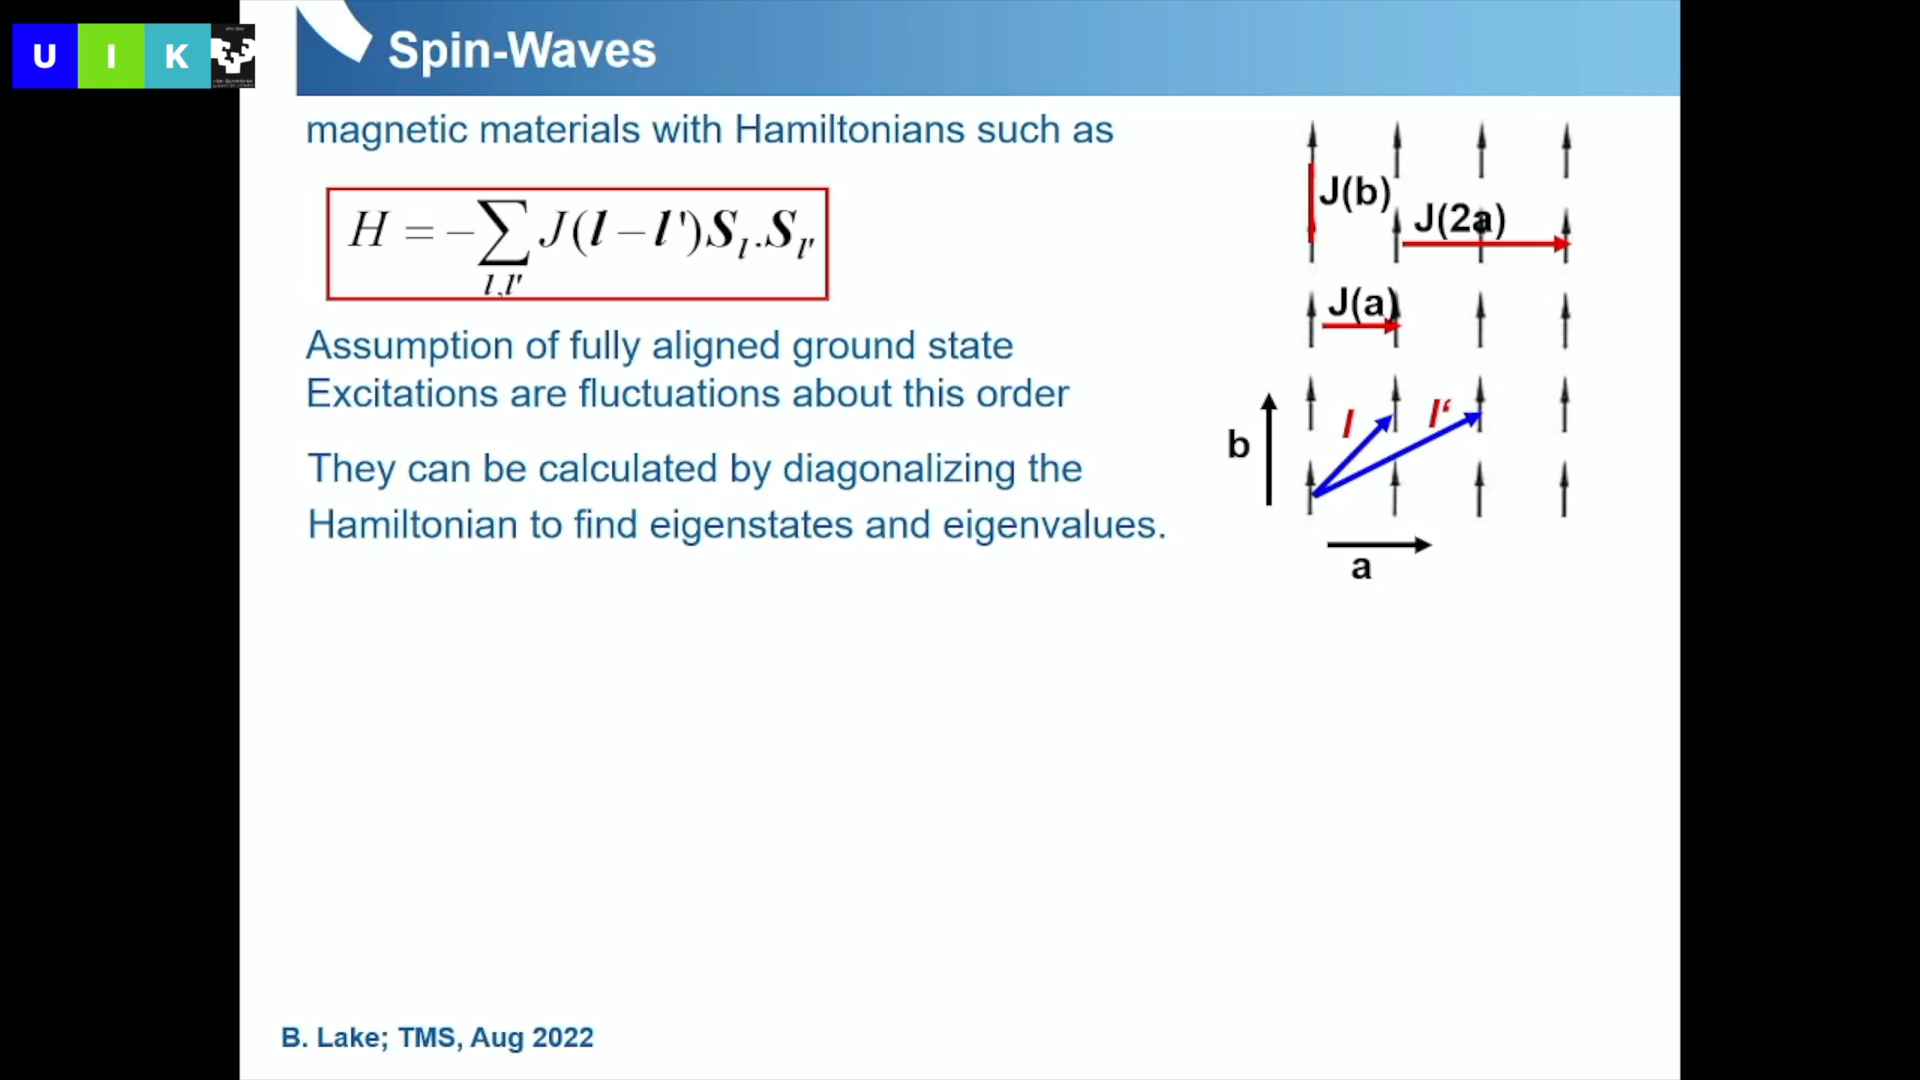 U I K
Spin-Waves
magnetic materials with Hamiltonians such as
H = -∑ J(l - l')S_l.S_l'
l,l'
Assumption of fully aligned ground state
Excitations are fluctuations about this order
They can be calculated by diagonalizing the
Hamiltonian to find eigenstates and eigenvalues.
J(b)
J(2a)
J(a)
l
l‘
b
a
B. Lake; TMS, Aug 2022